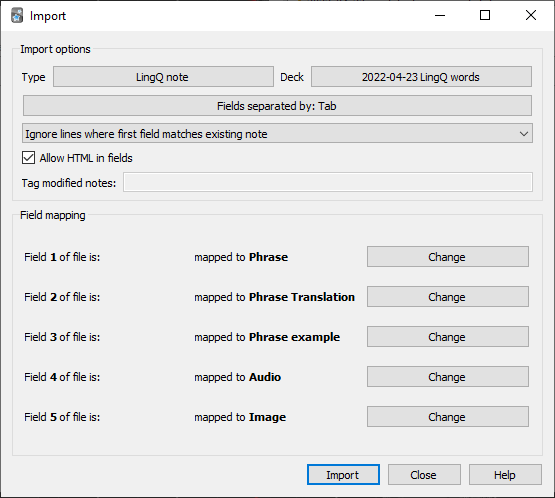 Import
Import options
Type LingQ note Deck 2022-04-23 LingQ words
Fields separated by: Tab
Ignore lines where first field matches existing note
Allow HTML in fields
Tag modified notes:
Field mapping
Field 1 of file is: mapped to Phrase Change
Field 2 of file is: mapped to Phrase Translation Change
Field 3 of file is: mapped to Phrase example Change
Field 4 of file is: mapped to Audio Change
Field 5 of file is: mapped to Image Change
Import Close Help